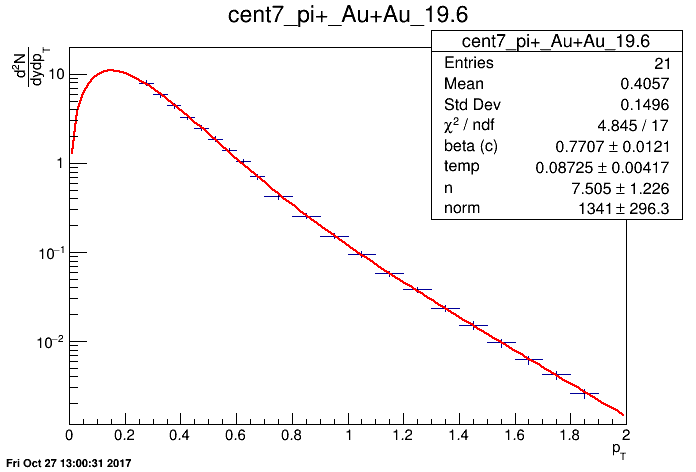 cent7_pi+_Au+Au_19.6
cent7_pi+_Au+Au_19.6
Entries 21
Mean 0.4057
Std Dev 0.1496
χ² / ndf 4.845 / 17
beta (c) 0.7707 ± 0.0121
temp 0.08725 ± 0.00417
n 7.505 ± 1.226
norm 1341 ± 296.3
d²N
dydp_T
10
1
10⁻¹
10⁻²
0 0.2 0.4 0.6 0.8 1 1.2 1.4 1.6 1.8 2
p_T
Fri Oct 27 13:00:31 2017